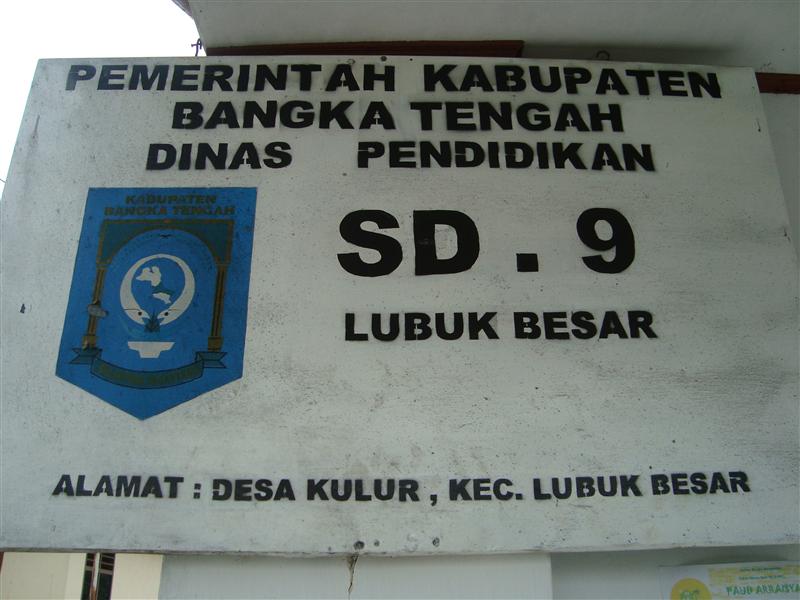 PEMERINTAH KABUPATEN
BANGKA TENGAH
DINAS PENDIDIKAN
KABUPATEN
BANGKA TENGAH
SD . 9
LUBUK BESAR
ALAMAT : DESA KULUR , KEC. LUBUK BESAR
PAUD